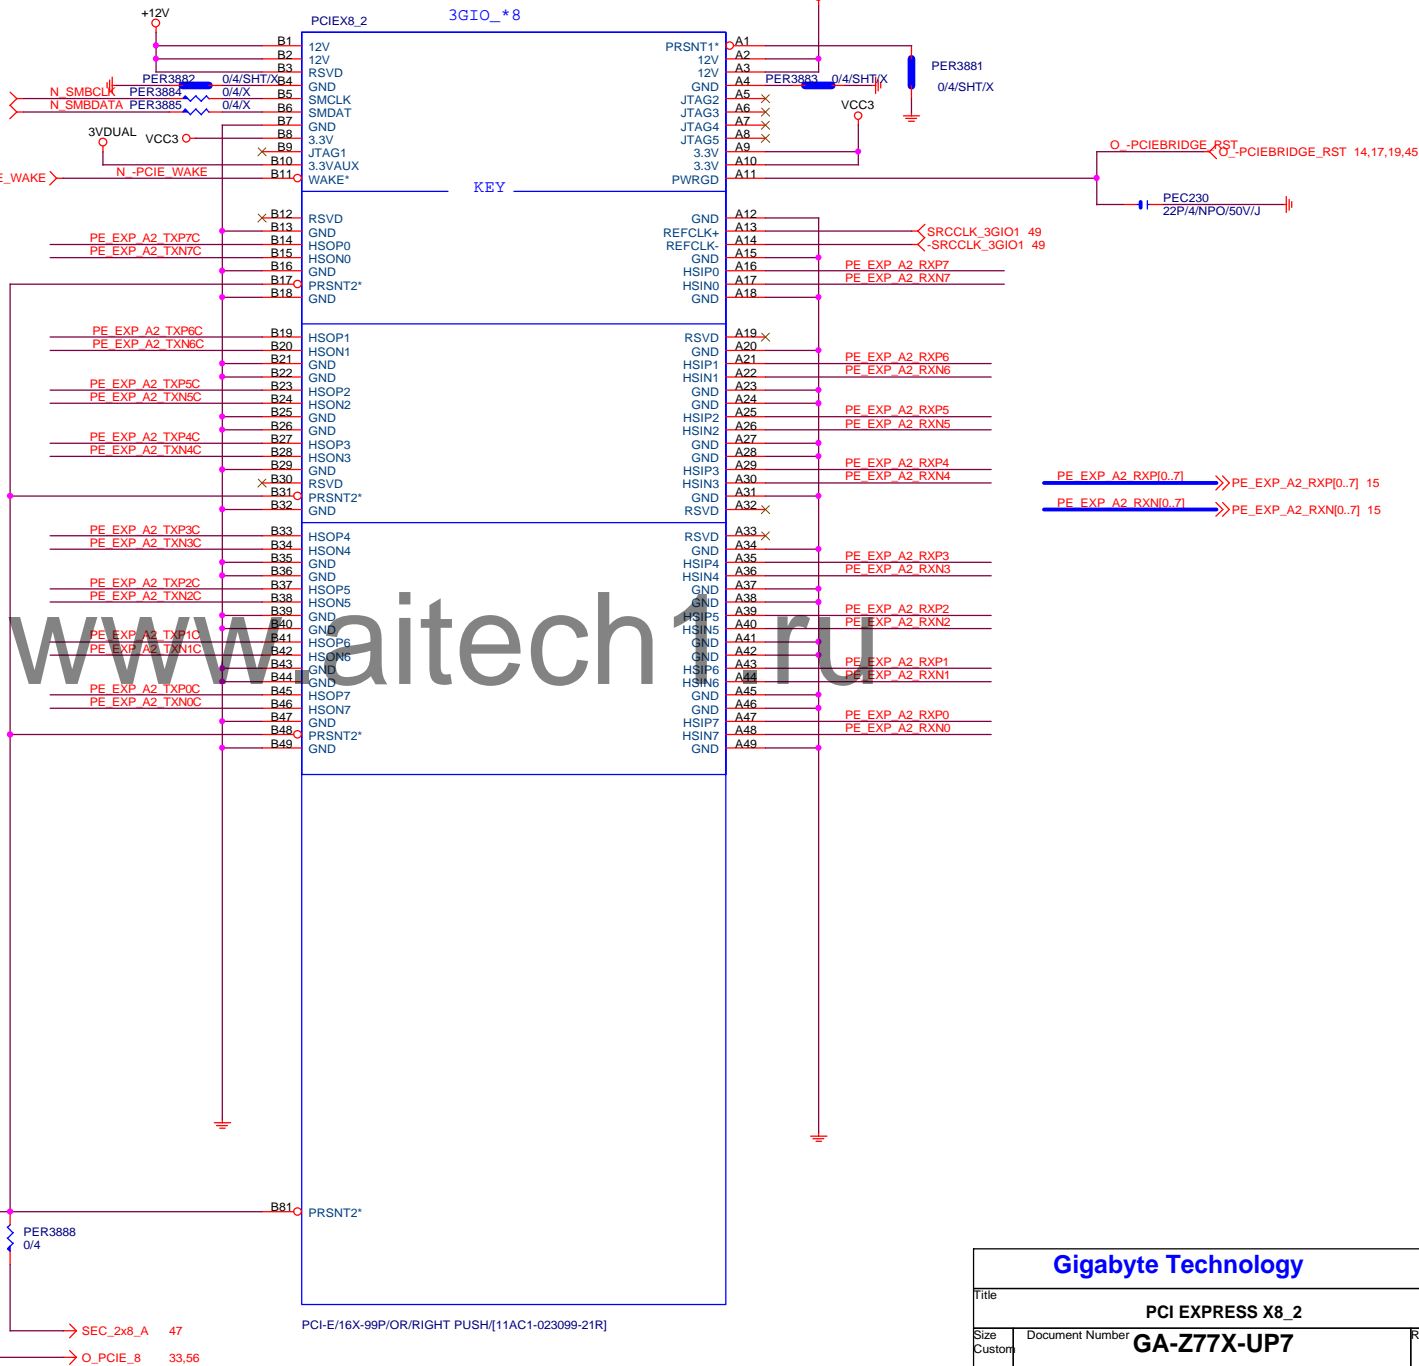 +12V
PCIEX8_2
3GIO_*8
B1 12V PRSNT1* A1
B2 12V 12V A2
B3 RSVD 12V A3
PER3882 0/4/SHT/X B4 GND GND A4 PER3883 0/4/SHT/X
PER3881
0/4/SHT/X
N_SMBCLK PER3884 0/4/X B5 SMCLK JTAG2 A5
N_SMBDATA PER3885 0/4/X B6 SMDAT JTAG3 A6
VCC3
B7 GND JTAG4 A7
3VDUAL VCC3 B8 3.3V JTAG5 A8
B9 JTAG1 3.3V A9
B10 3.3VAUX 3.3V A10
O_-PCIEBRIDGE_RST O_-PCIEBRIDGE_RST 14,17,19,45
E_WAKE N_-PCIE_WAKE B11 WAKE* PWRGD A11
KEY
PEC230
22P/4/NPO/50V/J
B12 RSVD GND A12
B13 GND REFCLK+ A13 SRCCLK_3GIO1 49
PE_EXP_A2_TXP7C B14 HSOP0 REFCLK- A14 -SRCCLK_3GIO1 49
PE_EXP_A2_TXN7C B15 HSON0 GND A15
B16 GND HSIP0 A16 PE_EXP_A2_RXP7
B17 PRSNT2* HSIN0 A17 PE_EXP_A2_RXN7
B18 GND GND A18
PE_EXP_A2_TXP6C B19 HSOP1 RSVD A19
PE_EXP_A2_TXN6C B20 HSON1 GND A20
B21 GND HSIP1 A21 PE_EXP_A2_RXP6
B22 GND HSIN1 A22 PE_EXP_A2_RXN6
PE_EXP_A2_TXP5C B23 HSOP2 GND A23
PE_EXP_A2_TXN5C B24 HSON2 GND A24
B25 GND HSIP2 A25 PE_EXP_A2_RXP5
B26 GND HSIN2 A26 PE_EXP_A2_RXN5
PE_EXP_A2_TXP4C B27 HSOP3 GND A27
PE_EXP_A2_TXN4C B28 HSON3 GND A28
B29 GND HSIP3 A29 PE_EXP_A2_RXP4
B30 RSVD HSIN3 A30 PE_EXP_A2_RXN4
PE_EXP_A2_RXP[0..7] PE_EXP_A2_RXP[0..7] 15
B31 PRSNT2* GND A31
B32 GND RSVD A32
PE_EXP_A2_RXN[0..7] PE_EXP_A2_RXN[0..7] 15
PE_EXP_A2_TXP3C B33 HSOP4 RSVD A33
PE_EXP_A2_TXN3C B34 HSON4 GND A34
B35 GND HSIP4 A35 PE_EXP_A2_RXP3
B36 GND HSIN4 A36 PE_EXP_A2_RXN3
PE_EXP_A2_TXP2C B37 HSOP5 GND A37
PE_EXP_A2_TXN2C B38 HSON5 GND A38
B39 GND HSIP5 A39 PE_EXP_A2_RXP2
B40 GND HSIN5 A40 PE_EXP_A2_RXN2
PE_EXP_A2_TXP1C B41 HSOP6 GND A41
PE_EXP_A2_TXN1C B42 HSON6 GND A42
B43 GND HSIP6 A43 PE_EXP_A2_RXP1
B44 GND HSIN6 A44 PE_EXP_A2_RXN1
www.aitech1.ru
PE_EXP_A2_TXP0C B45 HSOP7 GND A45
PE_EXP_A2_TXN0C B46 HSON7 GND A46
B47 GND HSIP7 A47 PE_EXP_A2_RXP0
B48 PRSNT2* HSIN7 A48 PE_EXP_A2_RXN0
B49 GND GND A49
B81 PRSNT2*
PER3888
0/4
PCI-E/16X-99P/OR/RIGHT PUSH/[11AC1-023099-21R]
SEC_2x8_A 47
O_PCIE_8 33,56
Gigabyte Technology
Title
PCI EXPRESS X8_2
Size
Custom
Document Number
GA-Z77X-UP7
R